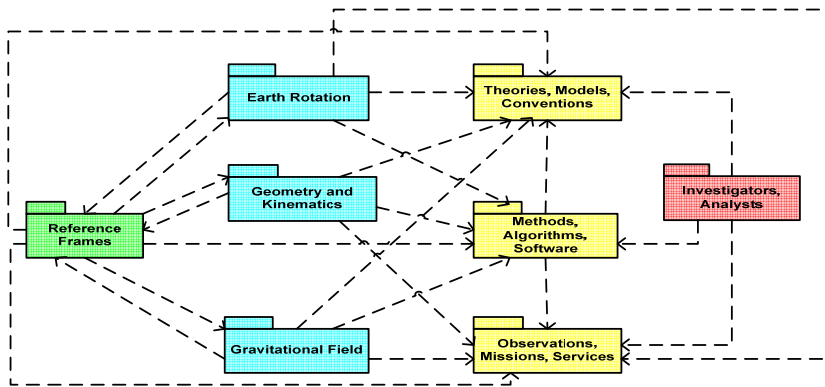 Earth Rotation
Theories, Models,
Conventions
Geometry and
Kinematics
Investigators,
Analysts
Reference
Frames
Methods,
Algorithms,
Software
Gravitational Field
Observations,
Missions, Services